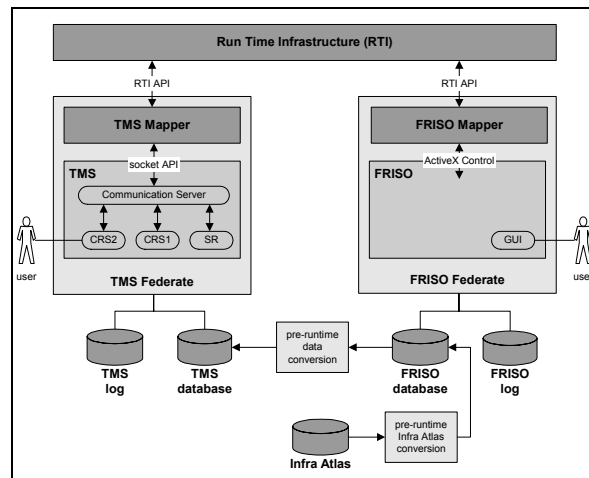 Run Time Infrastructure (RTI)
RTI API
RTI API
TMS Mapper
FRISO Mapper
socket API
ActiveX Control
TMS
FRISO
Communication Server
CRS2
CRS1
SR
GUI
user
user
TMS Federate
FRISO Federate
pre-runtime
data
conversion
TMS
log
TMS
database
FRISO
database
FRISO
log
pre-runtime
Infra Atlas
conversion
Infra Atlas